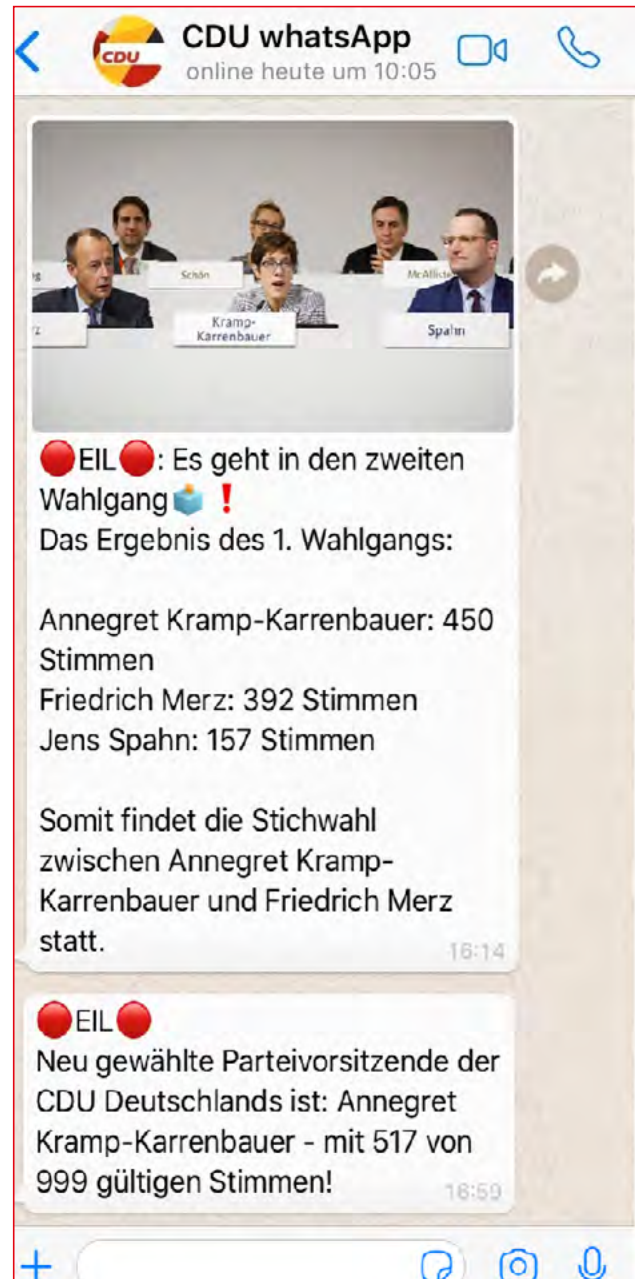 CDU
CDU whatsApp
online heute um 10:05
Schön
McAlliste
Kramp-
Karrenbauer
Spahn
🔴EIL🔴: Es geht in den zweiten
Wahlgang🗳️❗
Das Ergebnis des 1. Wahlgangs:
Annegret Kramp-Karrenbauer: 450
Stimmen
Friedrich Merz: 392 Stimmen
Jens Spahn: 157 Stimmen
Somit findet die Stichwahl
zwischen Annegret Kramp-
Karrenbauer und Friedrich Merz
statt.
16:14
🔴EIL🔴
Neu gewählte Parteivorsitzende der
CDU Deutschlands ist: Annegret
Kramp-Karrenbauer - mit 517 von
999 gültigen Stimmen!
16:59